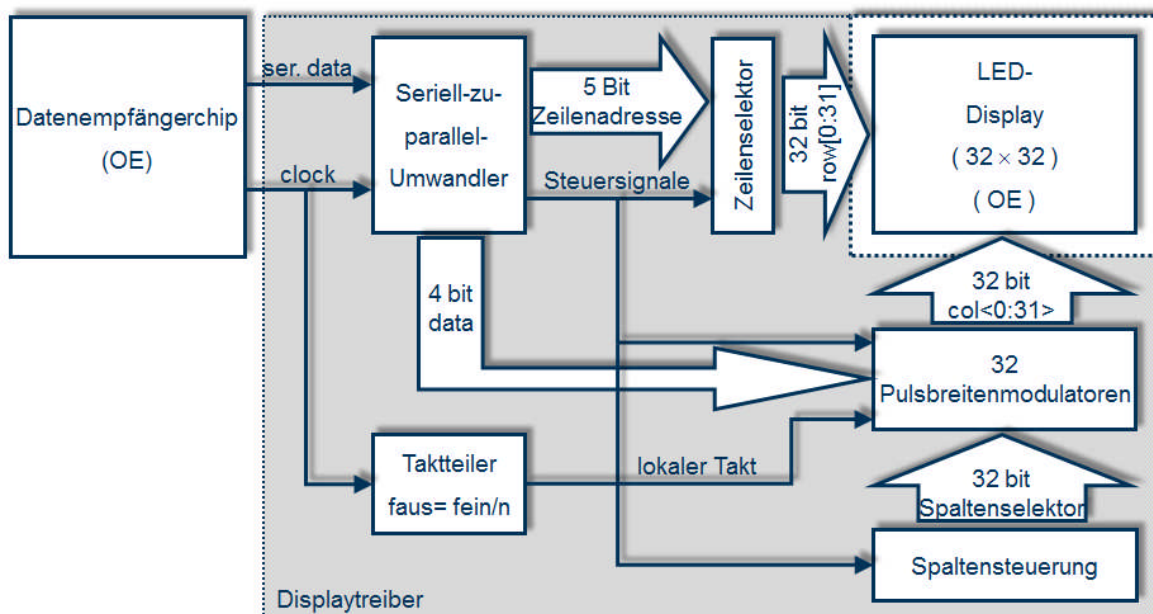 Datenempfängerchip
(OE)
ser. data
clock
Seriell-zu-
parallel-
Umwandler
5 Bit
Zeilenadresse
Steuersignale
Zeilenselektor
32 bit
row[0:31]
LED-
Display
( 32 × 32 )
( OE )
4 bit
data
32 bit
col<0:31>
32
Pulsbreitenmodulatoren
Taktteiler
faus= fein/n
lokaler Takt
32 bit
Spaltenselektor
Spaltensteuerung
Displaytreiber